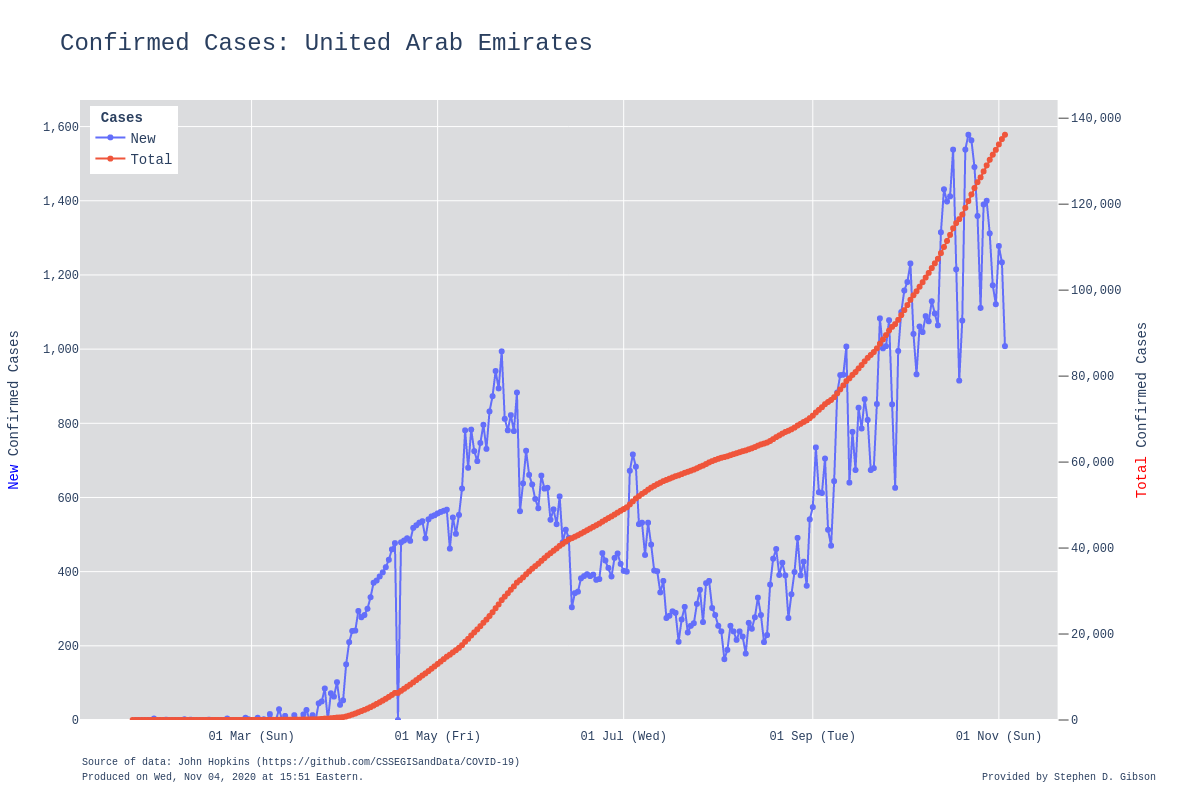 Confirmed Cases: United Arab Emirates
Cases
New
Total
1,600
1,400
1,200
1,000
800
600
400
200
0
140,000
120,000
100,000
80,000
60,000
40,000
20,000
0
New Confirmed Cases
Total Confirmed Cases
01 Mar (Sun)
01 May (Fri)
01 Jul (Wed)
01 Sep (Tue)
01 Nov (Sun)
Source of data: John Hopkins (https://github.com/CSSEGISandData/COVID-19)
Produced on Wed, Nov 04, 2020 at 15:51 Eastern.
Provided by Stephen D. Gibson